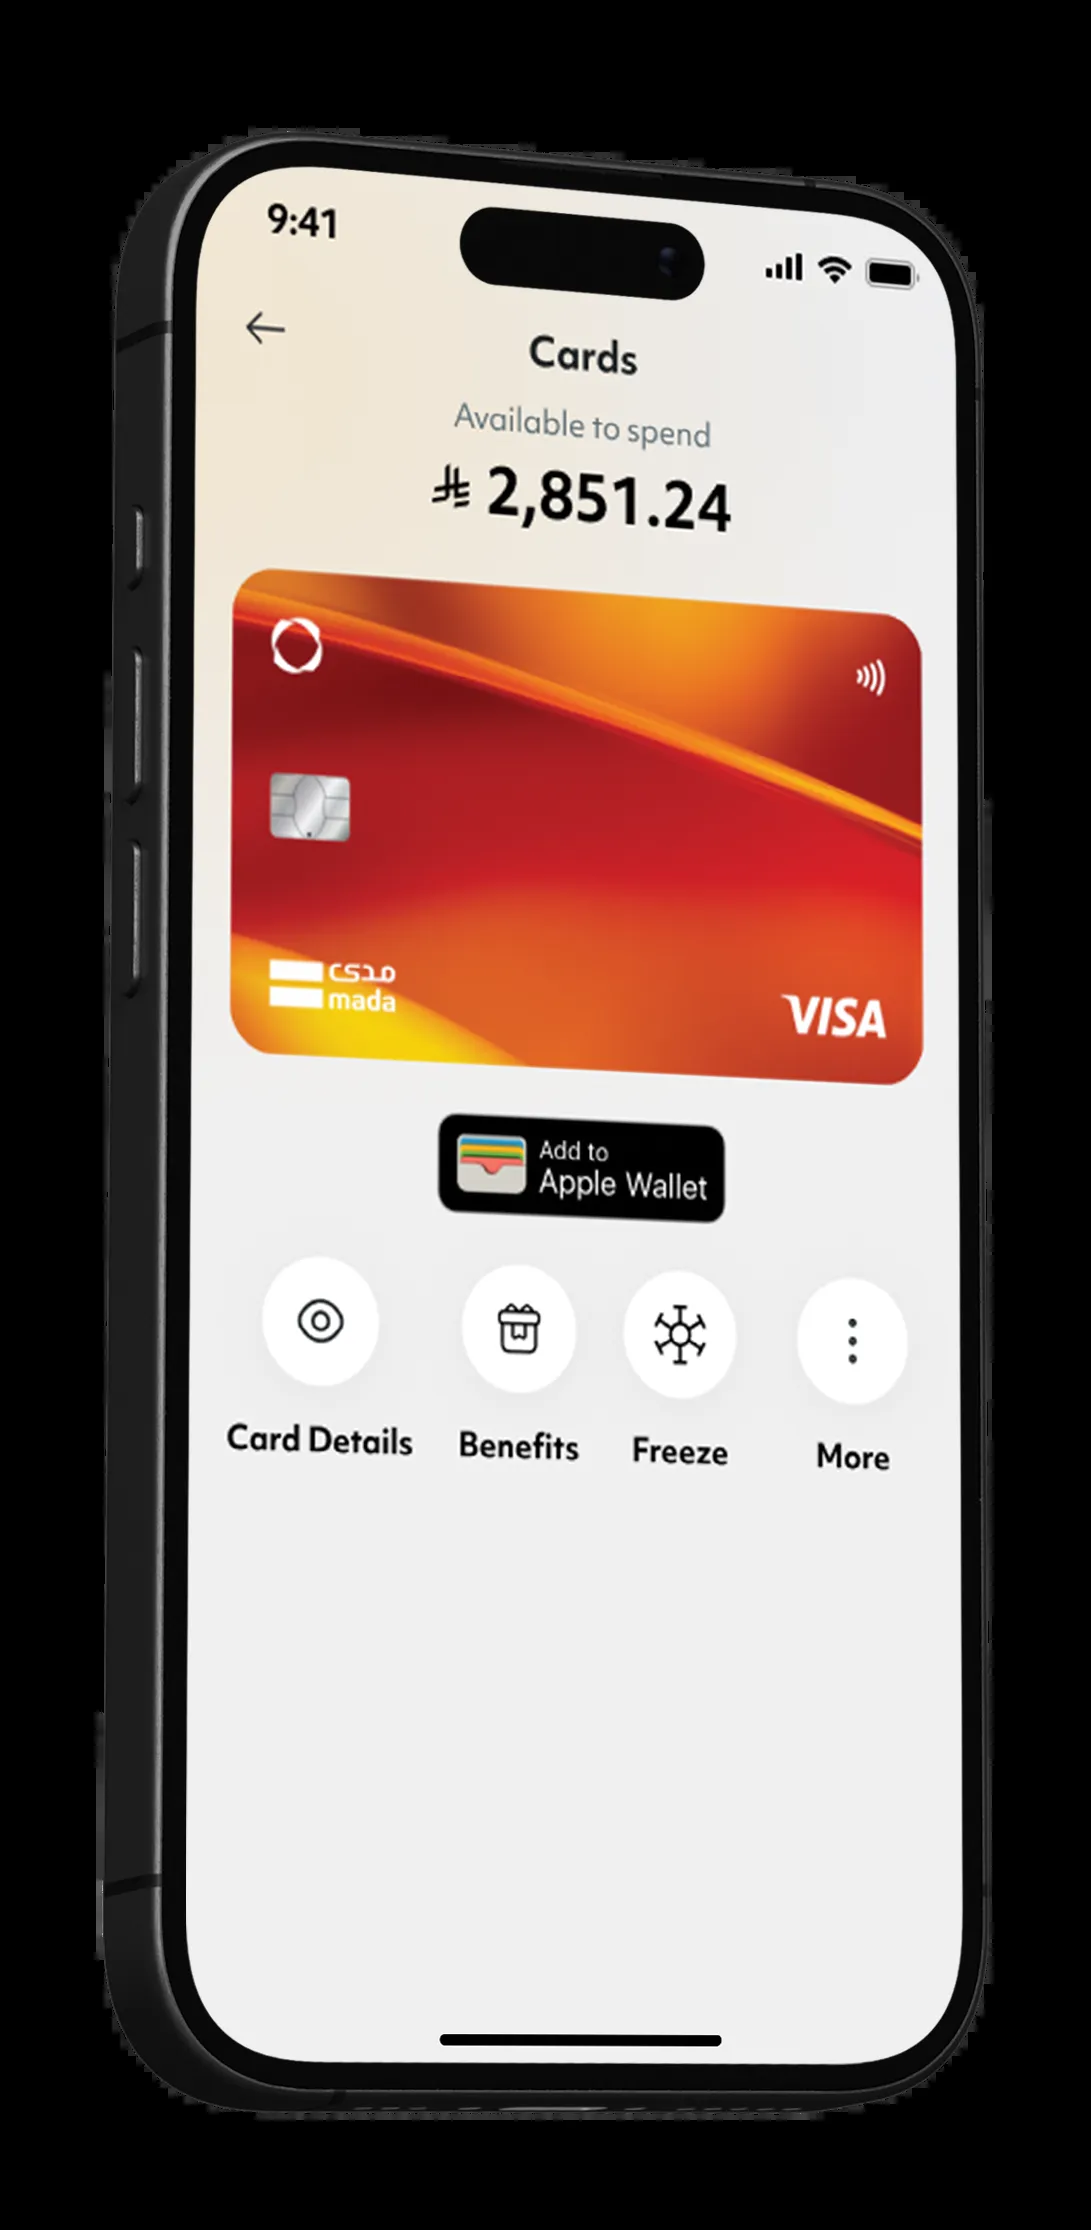 9:41
Cards
Available to spend
⃁ 2,851.24
مدى
mada
VISA
Add to
Apple Wallet
Card Details
Benefits
Freeze
More